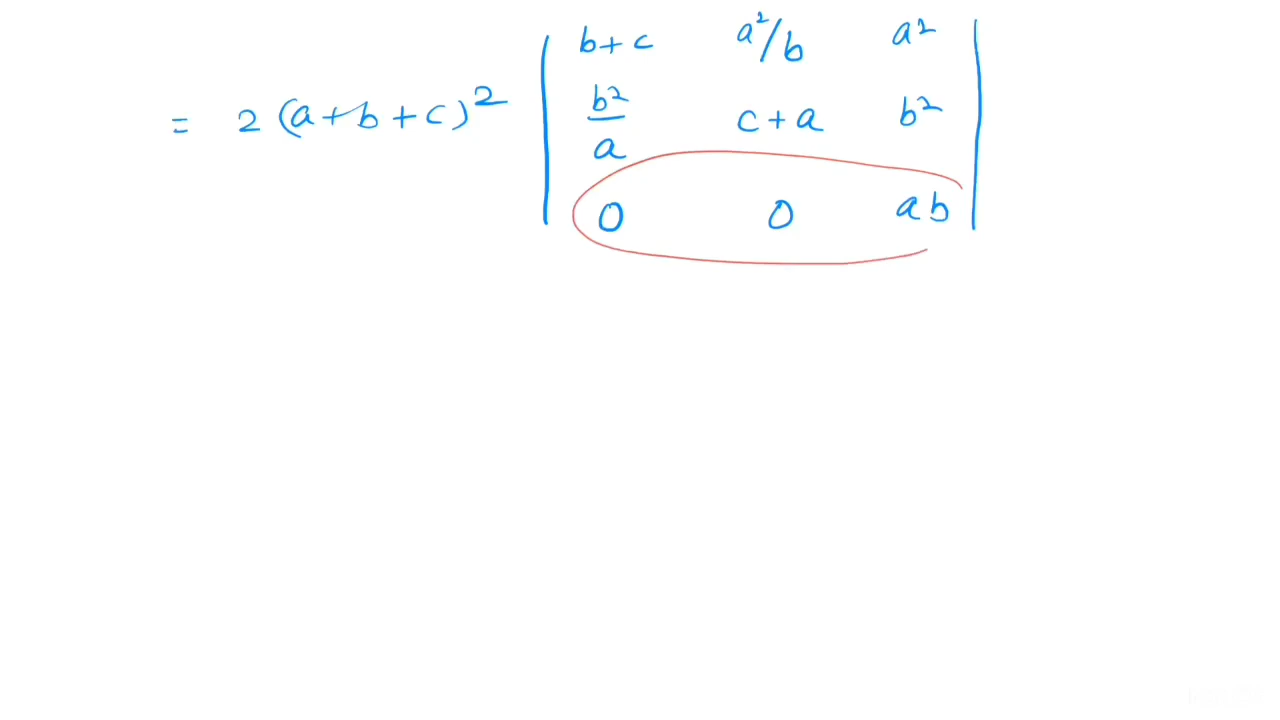 = 2 (a+b+c)² | b+c a²/b a² |
| b²/a c+a b² |
| 0 0 ab |